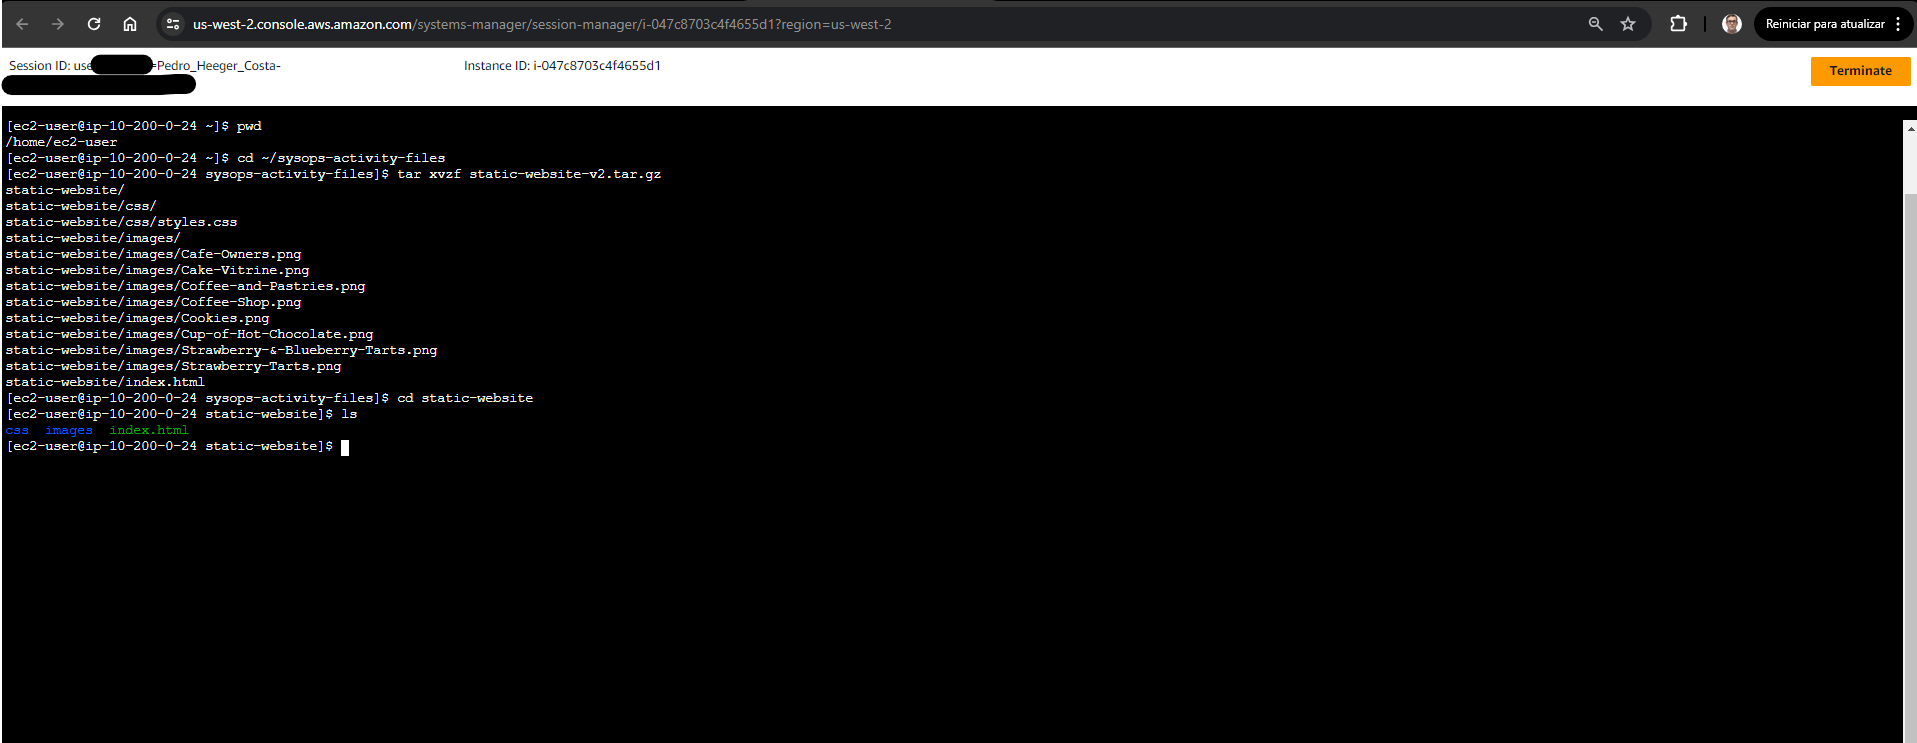 us-west-2.console.aws.amazon.com/systems-manager/session-manager/i-047c8703c4f4655d1?region=us-west-2
Reiniciar para atualizar
Session ID: use =Pedro_Heeger_Costa-
Instance ID: i-047c8703c4f4655d1
Terminate
[ec2-user@ip-10-200-0-24 ~]$ pwd
/home/ec2-user
[ec2-user@ip-10-200-0-24 ~]$ cd ~/sysops-activity-files
[ec2-user@ip-10-200-0-24 sysops-activity-files]$ tar xvzf static-website-v2.tar.gz
static-website/
static-website/css/
static-website/css/styles.css
static-website/images/
static-website/images/Cafe-Owners.png
static-website/images/Cake-Vitrine.png
static-website/images/Coffee-and-Pastries.png
static-website/images/Coffee-Shop.png
static-website/images/Cookies.png
static-website/images/Cup-of-Hot-Chocolate.png
static-website/images/Strawberry-&-Blueberry-Tarts.png
static-website/images/Strawberry-Tarts.png
static-website/index.html
[ec2-user@ip-10-200-0-24 sysops-activity-files]$ cd static-website
[ec2-user@ip-10-200-0-24 static-website]$ ls
css images index.html
[ec2-user@ip-10-200-0-24 static-website]$